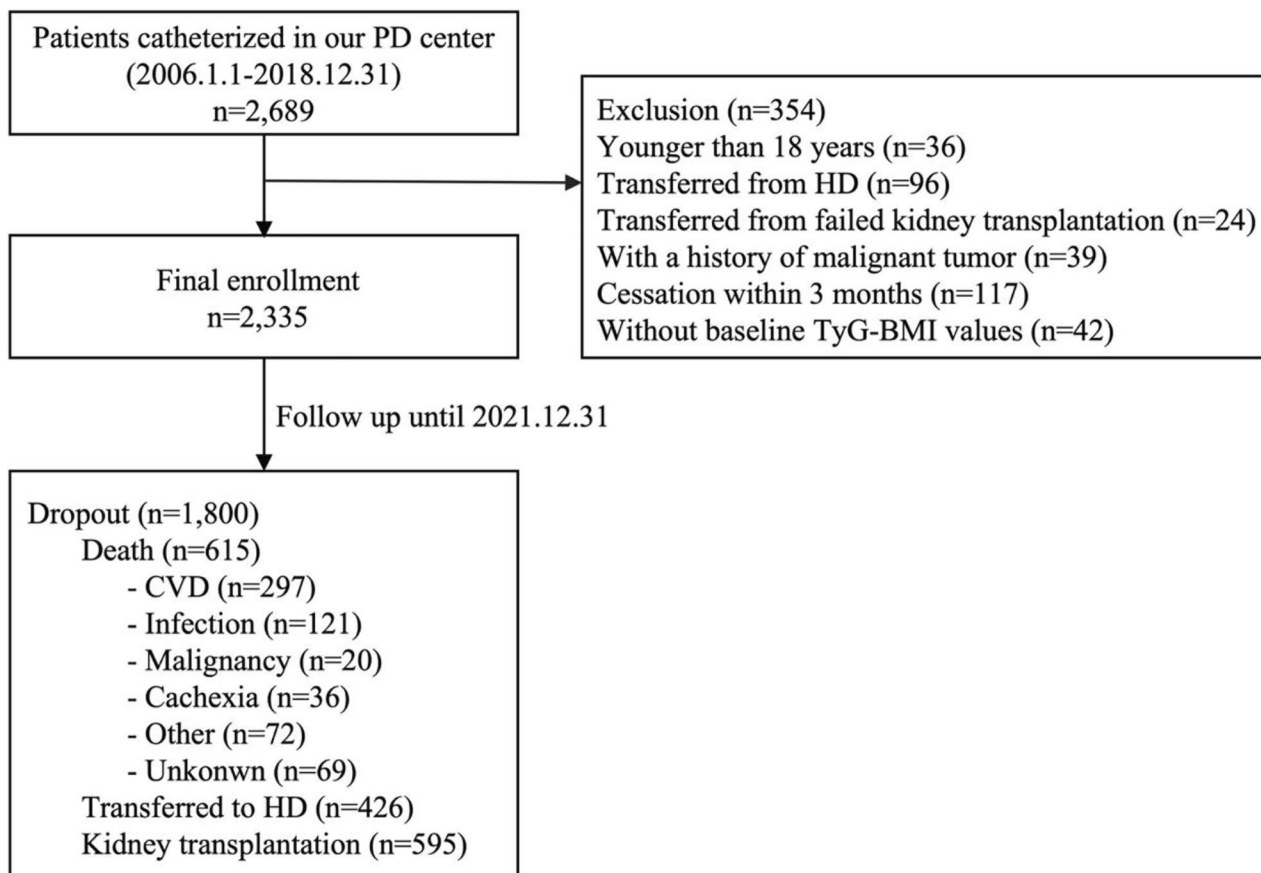 Patients catheterized in our PD center
(2006.1.1-2018.12.31)
n=2,689
Exclusion (n=354)
Younger than 18 years (n=36)
Transferred from HD (n=96)
Transferred from failed kidney transplantation (n=24)
With a history of malignant tumor (n=39)
Cessation within 3 months (n=117)
Without baseline TyG-BMI values (n=42)
Final enrollment
n=2,335
Follow up until 2021.12.31
Dropout (n=1,800)
Death (n=615)
- CVD (n=297)
- Infection (n=121)
- Malignancy (n=20)
- Cachexia (n=36)
- Other (n=72)
- Unkonwn (n=69)
Transferred to HD (n=426)
Kidney transplantation (n=595)